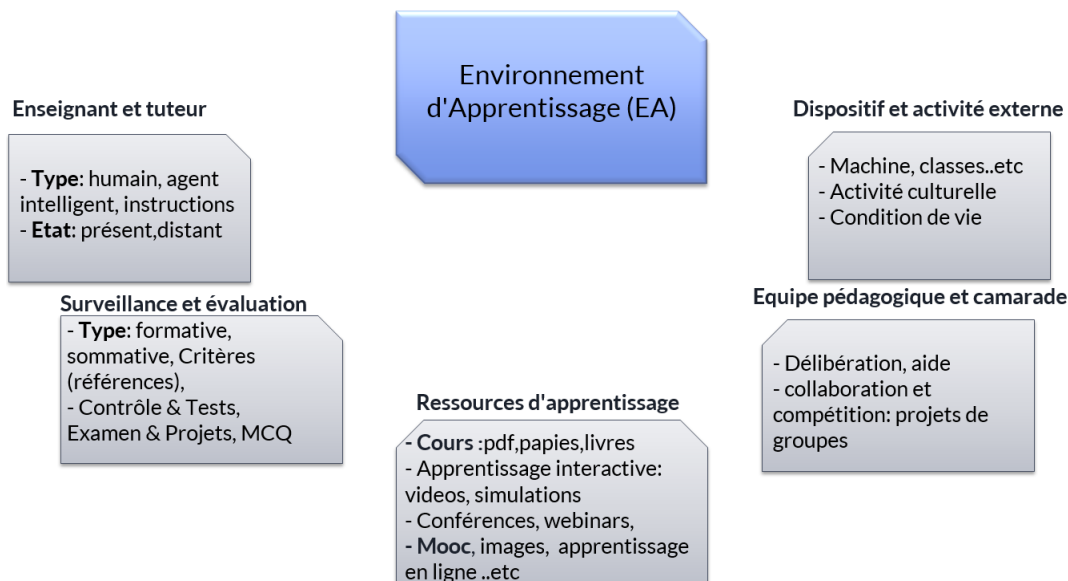 Environnement
d'Apprentissage (EA)
Enseignant et tuteur
- Type: humain, agent
intelligent, instructions
- Etat: présent,distant
Surveillance et évaluation
- Type: formative,
sommative, Critères
(références),
- Contrôle & Tests,
Examen & Projets, MCQ
Ressources d'apprentissage
- Cours :pdf,papies,livres
- Apprentissage interactive:
videos, simulations
- Conférences, webinars,
- Mooc, images, apprentissage
en ligne ..etc
Dispositif et activité externe
- Machine, classes..etc
- Activité culturelle
- Condition de vie
Equipe pédagogique et camarade
- Délibération, aide
- collaboration et
compétition: projets de
groupes